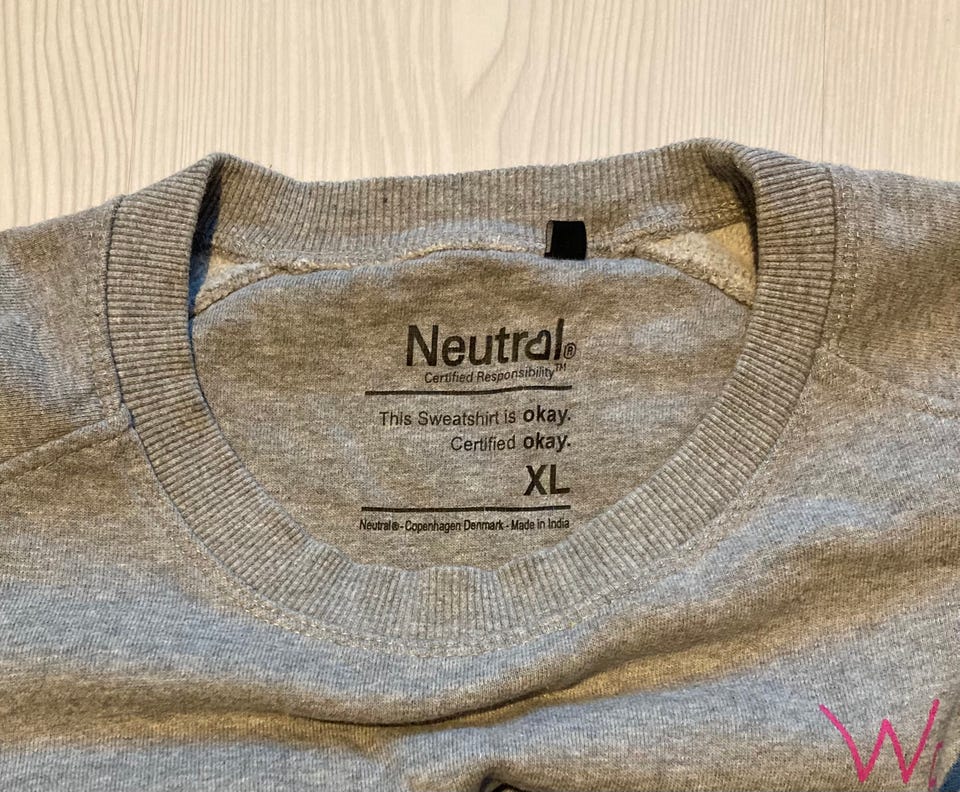 Neutral®
Certified Responsibility™
This Sweatshirt is okay.
Certified okay.
XL
Neutral® - Copenhagen Denmark - Made in India
W